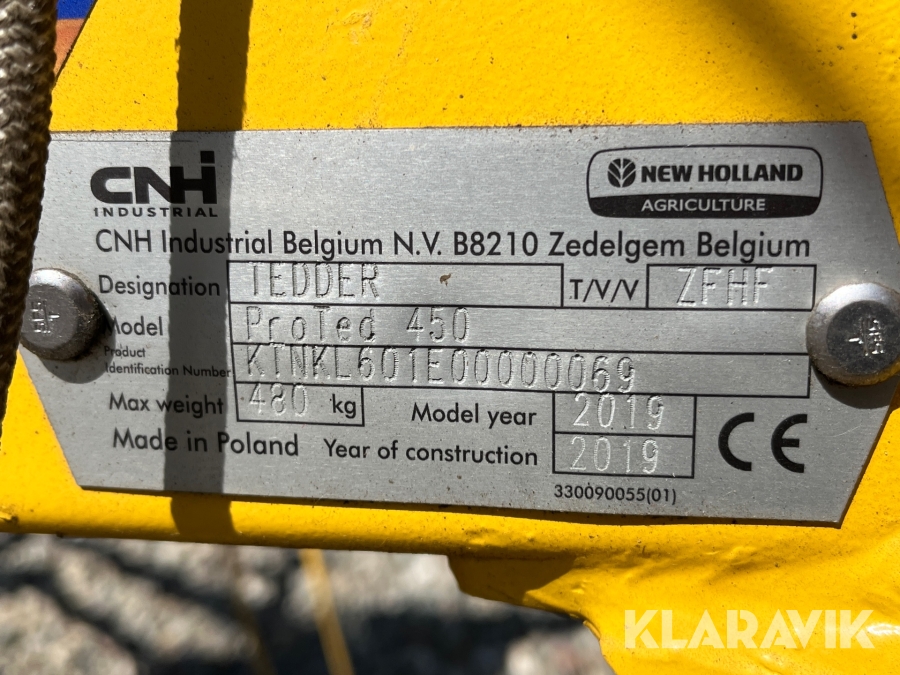 CNH
INDUSTRIAL
NEW HOLLAND
AGRICULTURE
CNH Industrial Belgium N.V. B8210 Zedelgem Belgium
Designation TEDDER T/V/V ZFHF
Model ProTed 450
Product
Identification Number KTNKL601E00000069
Max weight 480 kg Model year 2019
Made in Poland Year of construction 2019
CE
330090055(01)
KLARAVIK